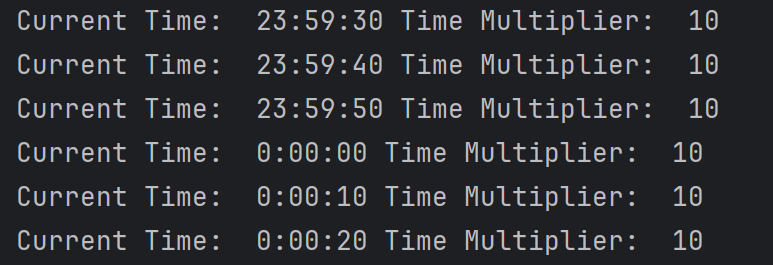 Current Time:  23:59:30 Time Multiplier:  10
Current Time:  23:59:40 Time Multiplier:  10
Current Time:  23:59:50 Time Multiplier:  10
Current Time:  0:00:00 Time Multiplier:  10
Current Time:  0:00:10 Time Multiplier:  10
Current Time:  0:00:20 Time Multiplier:  10